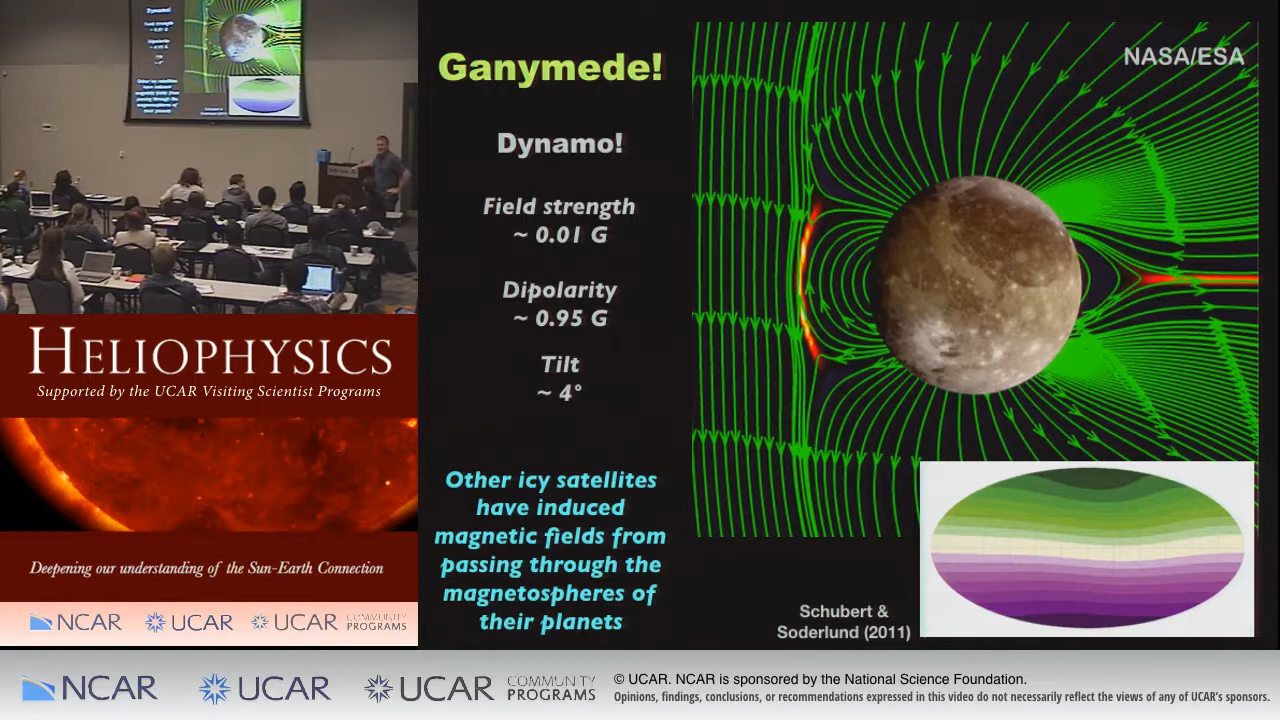 Ganymede!
NASA/ESA
Dynamo!
Field strength
~ 0.01 G
Dipolarity
~ 0.95 G
Tilt
~ 4°
Other icy satellites
have induced
magnetic fields from
passing through the
magnetospheres of
their planets
Schubert &
Soderlund (2011)
HELIOPHYSICS
Supported by the UCAR Visiting Scientist Programs
Deepening our understanding of the Sun-Earth Connection
NCAR
UCAR
UCAR COMMUNITY
PROGRAMS
NCAR
UCAR
UCAR COMMUNITY
PROGRAMS
© UCAR. NCAR is sponsored by the National Science Foundation.
Opinions, findings, conclusions, or recommendations expressed in this video do not necessarily reflect the views of any of UCAR's sponsors.